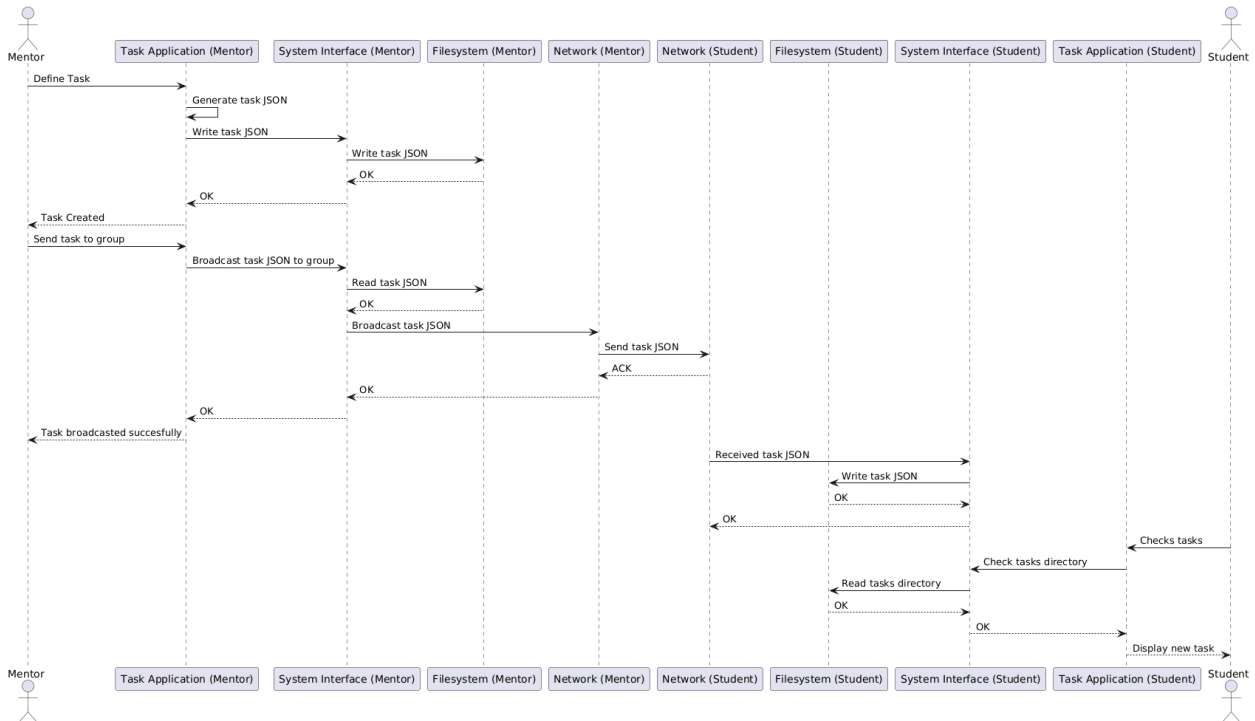 Mentor
Task Application (Mentor)
System Interface (Mentor)
Filesystem (Mentor)
Network (Mentor)
Network (Student)
Filesystem (Student)
System Interface (Student)
Task Application (Student)
Student
Define Task
Generate task JSON
Write task JSON
Write task JSON
OK
OK
Task Created
Send task to group
Broadcast task JSON to group
Read task JSON
OK
Broadcast task JSON
Send task JSON
ACK
OK
OK
Task broadcasted succesfully
Received task JSON
Write task JSON
OK
OK
Checks tasks
Check tasks directory
Read tasks directory
OK
OK
Display new task
Mentor
Task Application (Mentor)
System Interface (Mentor)
Filesystem (Mentor)
Network (Mentor)
Network (Student)
Filesystem (Student)
System Interface (Student)
Task Application (Student)
Student